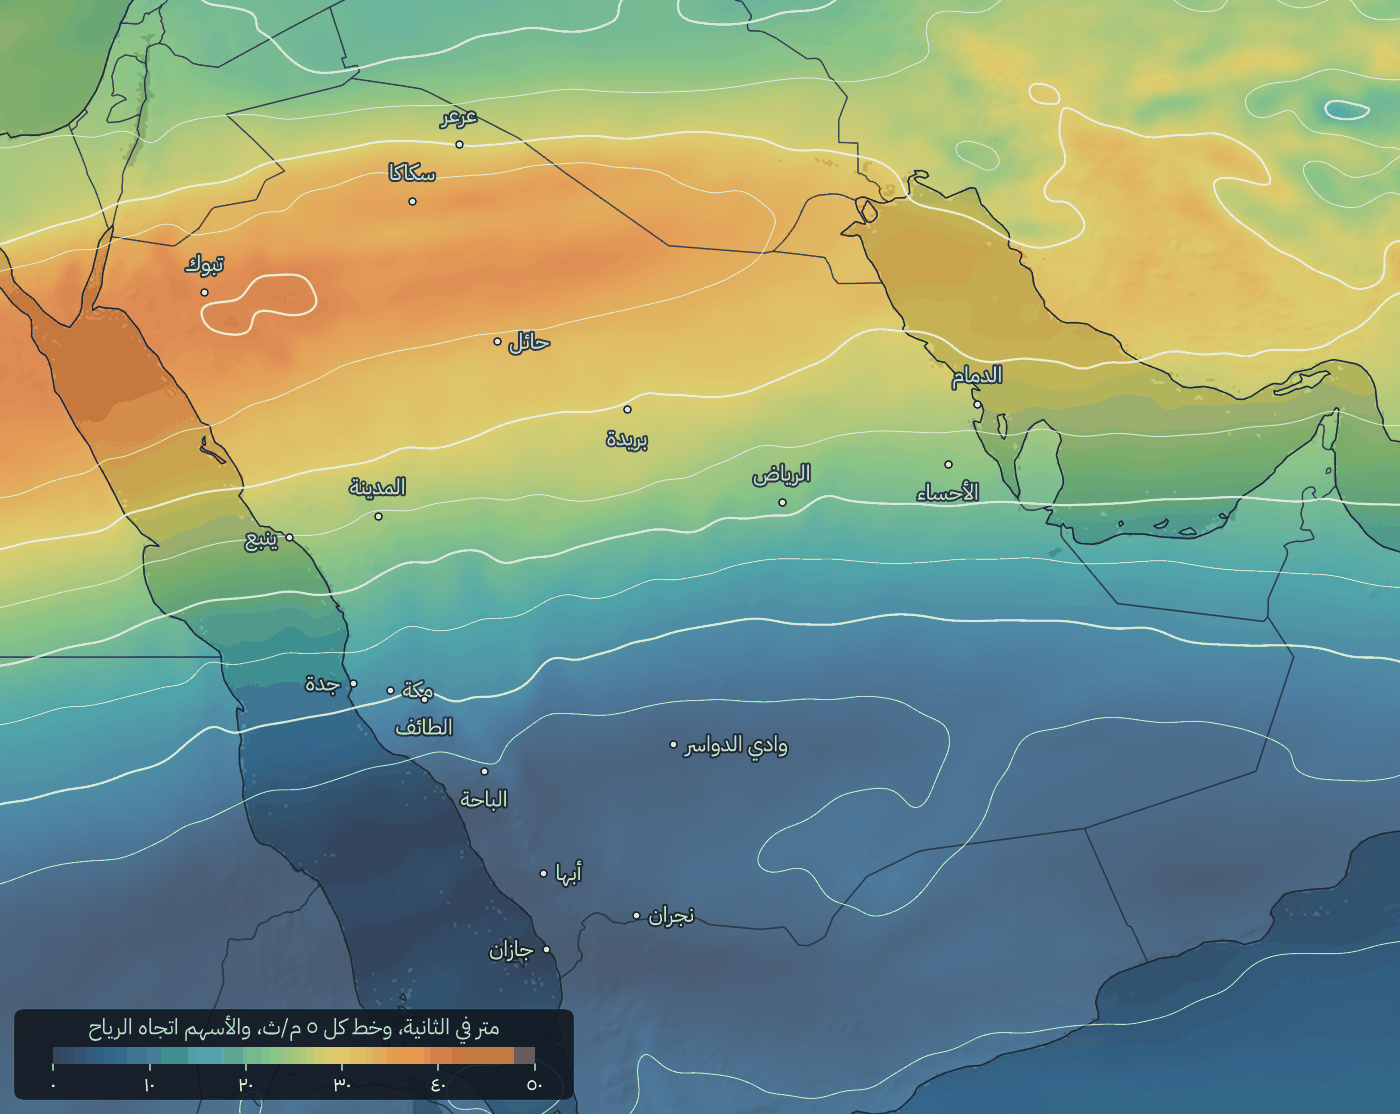 عرعر
سكاكا
تبوك
حائل
الدمام
بريدة
الرياض
المدينة
الأحساء
ينبع
جدة
مكة
الطائف
وادي الدواسر
الباحة
أبها
نجران
جازان
متر في الثانية، وخط كل ٥ م/ث، والأسهم اتجاه الرياح
٠ ١٠ ٢٠ ٣٠ ٤٠ ٥٠